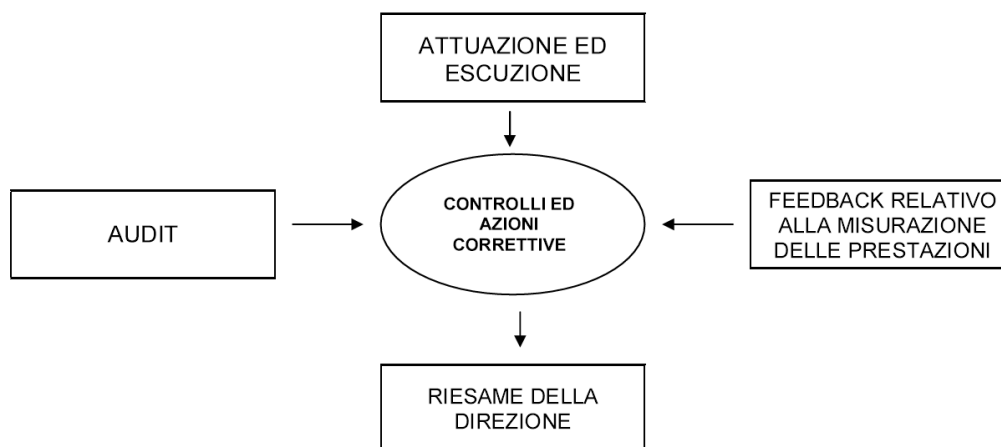 ATTUAZIONE ED
ESCUZIONE
AUDIT
CONTROLLI ED
AZIONI
CORRETTIVE
FEEDBACK RELATIVO
ALLA MISURAZIONE
DELLE PRESTAZIONI
RIESAME DELLA
DIREZIONE